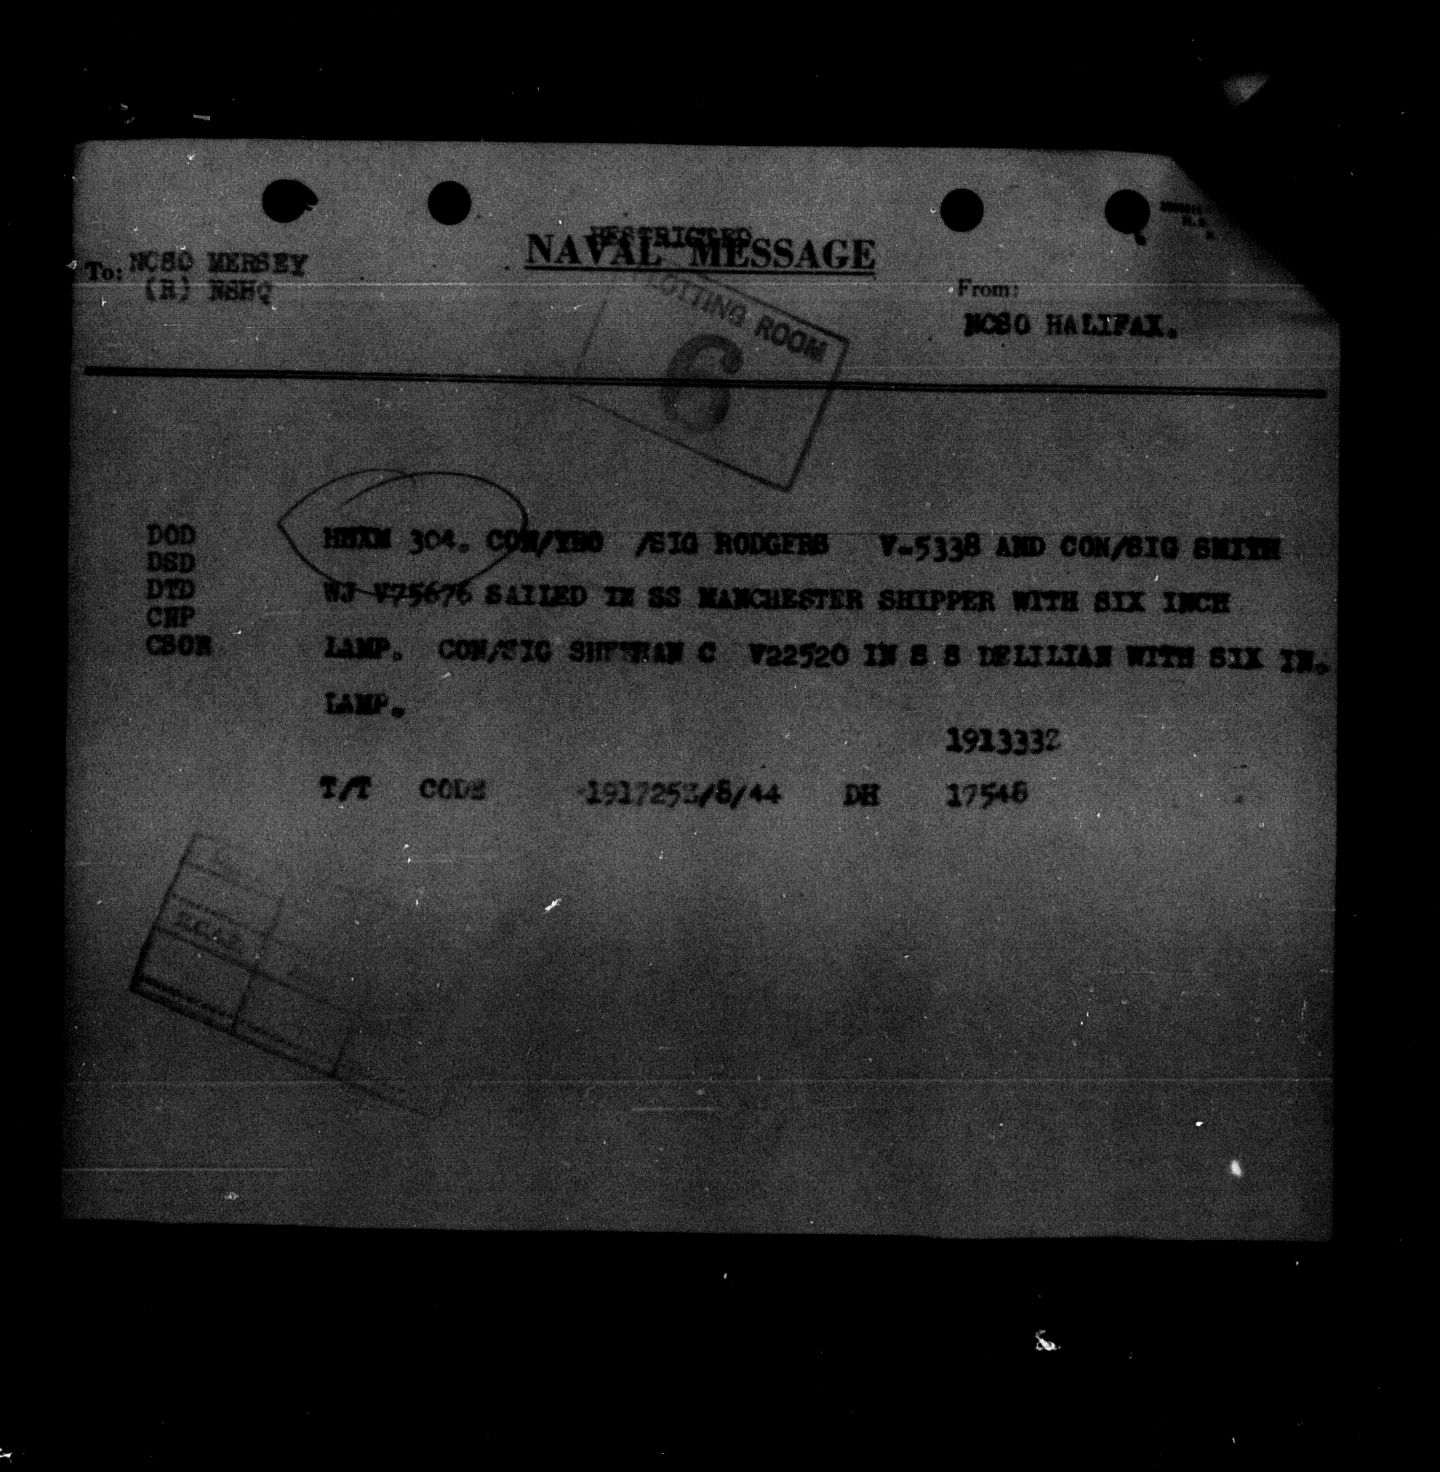 RESTRICTED
NAVAL MESSAGE
To: NCSO MERSEY
(R) NSHQ
From:
NCSO HALIFAX.
PLOTTING ROOM
6
DOD
DSD
DTD
CNP
CSOR
HHXM 304. CON/YEO /SIG RODGERS V-5338 AND CON/SIG SMITH
WJ V75676 SAILED IN SS MANCHESTER SHIPPER WITH SIX INCH
LAMP. CON/SIG C V22520 IN S S DELILIAN WITH SIX IN.
LAMP.
191333Z
T/T CODE 191725Z/8/44 DH 17548